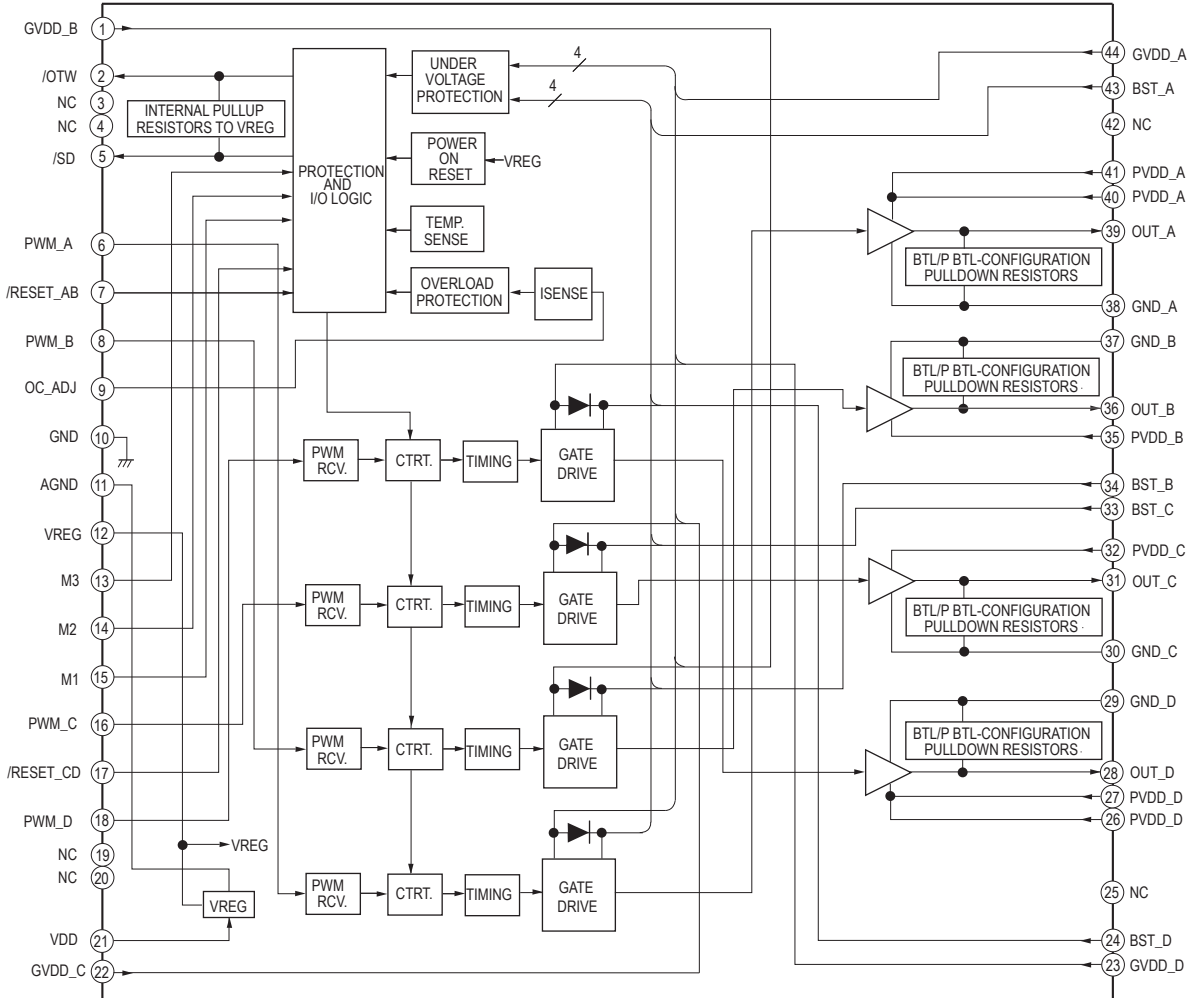 GVDD_B 1
/OTW 2
NC 3
NC 4
/SD 5
PWM_A 6
/RESET_AB 7
PWM_B 8
OC_ADJ 9
GND 10
AGND 11
VREG 12
M3 13
M2 14
M1 15
PWM_C 16
/RESET_CD 17
PWM_D 18
NC 19
NC 20
VDD 21
GVDD_C 22
INTERNAL PULLUP
RESISTORS TO VREG
PROTECTION
AND
I/O LOGIC
UNDER
VOLTAGE
PROTECTION
4
4
POWER
ON
RESET
VREG
TEMP.
SENSE
OVERLOAD
PROTECTION
ISENSE
PWM
RCV.
CTRT.
TIMING
GATE
DRIVE
PWM
RCV.
CTRT.
TIMING
GATE
DRIVE
PWM
RCV.
CTRT.
TIMING
GATE
DRIVE
PWM
RCV.
CTRT.
TIMING
GATE
DRIVE
VREG
VREG
BTL/P BTL-CONFIGURATION
PULLDOWN RESISTORS
BTL/P BTL-CONFIGURATION
PULLDOWN RESISTORS
BTL/P BTL-CONFIGURATION
PULLDOWN RESISTORS
BTL/P BTL-CONFIGURATION
PULLDOWN RESISTORS
44 GVDD_A
43 BST_A
42 NC
41 PVDD_A
40 PVDD_A
39 OUT_A
38 GND_A
37 GND_B
36 OUT_B
35 PVDD_B
34 BST_B
33 BST_C
32 PVDD_C
31 OUT_C
30 GND_C
29 GND_D
28 OUT_D
27 PVDD_D
26 PVDD_D
25 NC
24 BST_D
23 GVDD_D